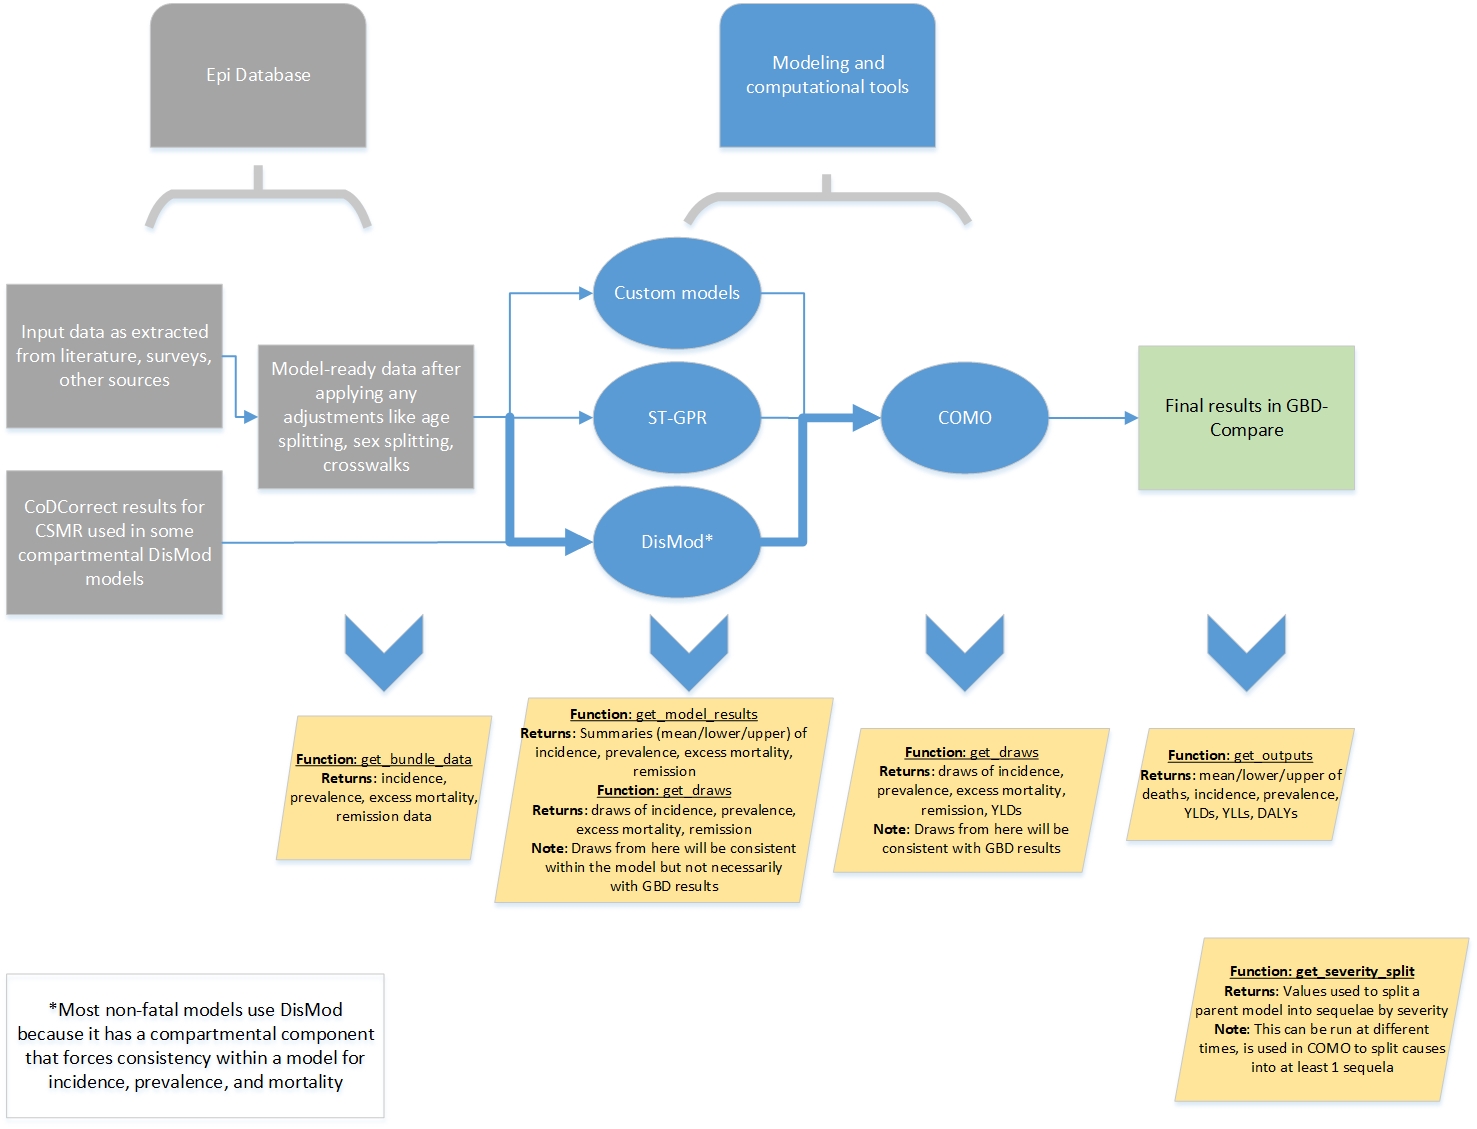 Epi Database
Modeling and
computational tools
Input data as extracted
from literature, surveys,
other sources
Model-ready data after
applying any
adjustments like age
splitting, sex splitting,
crosswalks
CoDCorrect results for
CSMR used in some
compartmental DisMod
models
Custom models
ST-GPR
DisMod*
COMO
Final results in GBD-
Compare
Function: get_bundle_data
Returns: incidence,
prevalence, excess mortality,
remission data
Function: get_model_results
Returns: Summaries (mean/lower/upper) of
incidence, prevalence, excess mortality,
remission
Function: get_draws
Returns: draws of incidence, prevalence,
excess mortality, remission
Note: Draws from here will be consistent
within the model but not necessarily
with GBD results
Function: get_draws
Returns: draws of incidence,
prevalence, excess mortality,
remission, YLDs
Note: Draws from here will be
consistent with GBD results
Function: get_outputs
Returns: mean/lower/upper of
deaths, incidence, prevalence,
YLDs, YLLs, DALYs
Function: get_severity_split
Returns: Values used to split a
parent model into sequelae by severity
Note: This can be run at different
times, is used in COMO to split causes
into at least 1 sequela
*Most non-fatal models use DisMod
because it has a compartmental component
that forces consistency within a model for
incidence, prevalence, and mortality